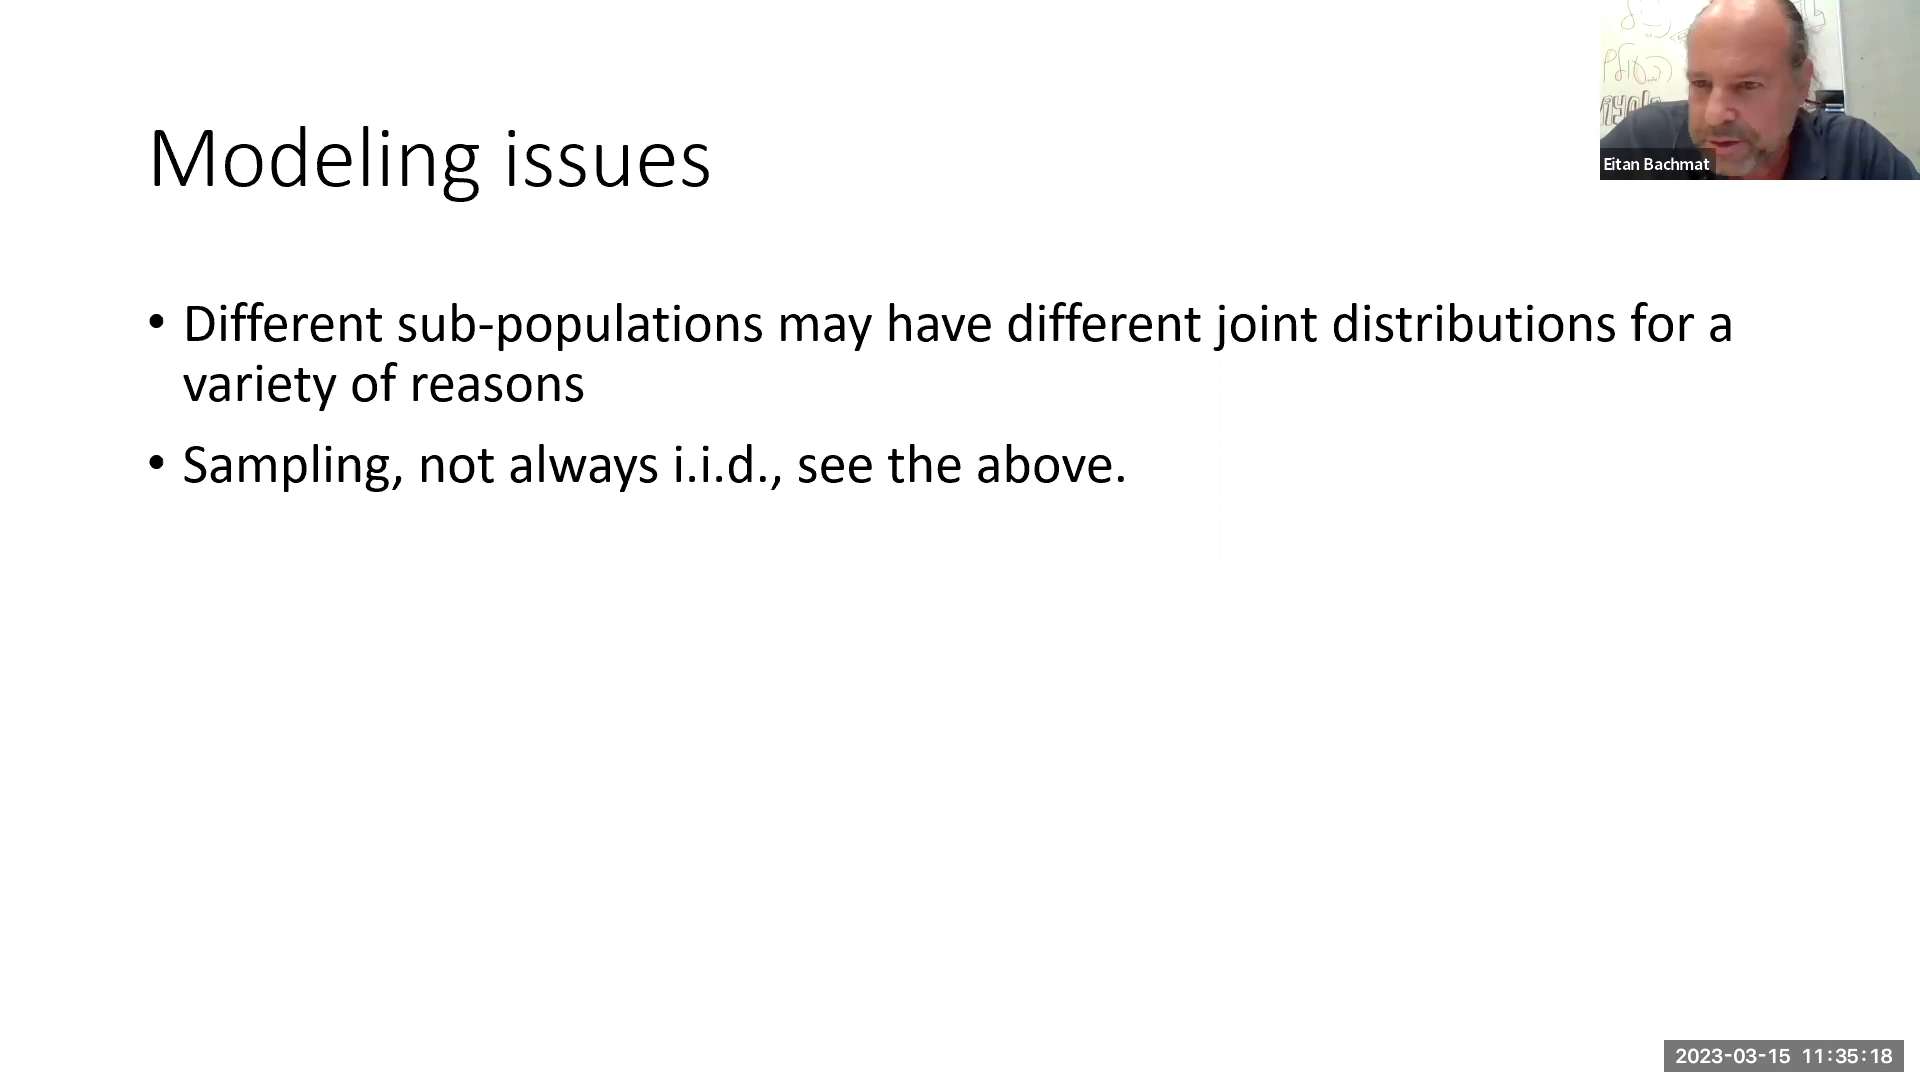 Modeling issues
• Different sub-populations may have different joint distributions for a
variety of reasons
• Sampling, not always i.i.d., see the above.
Eitan Bachmat
2023-03-15 11:35:18